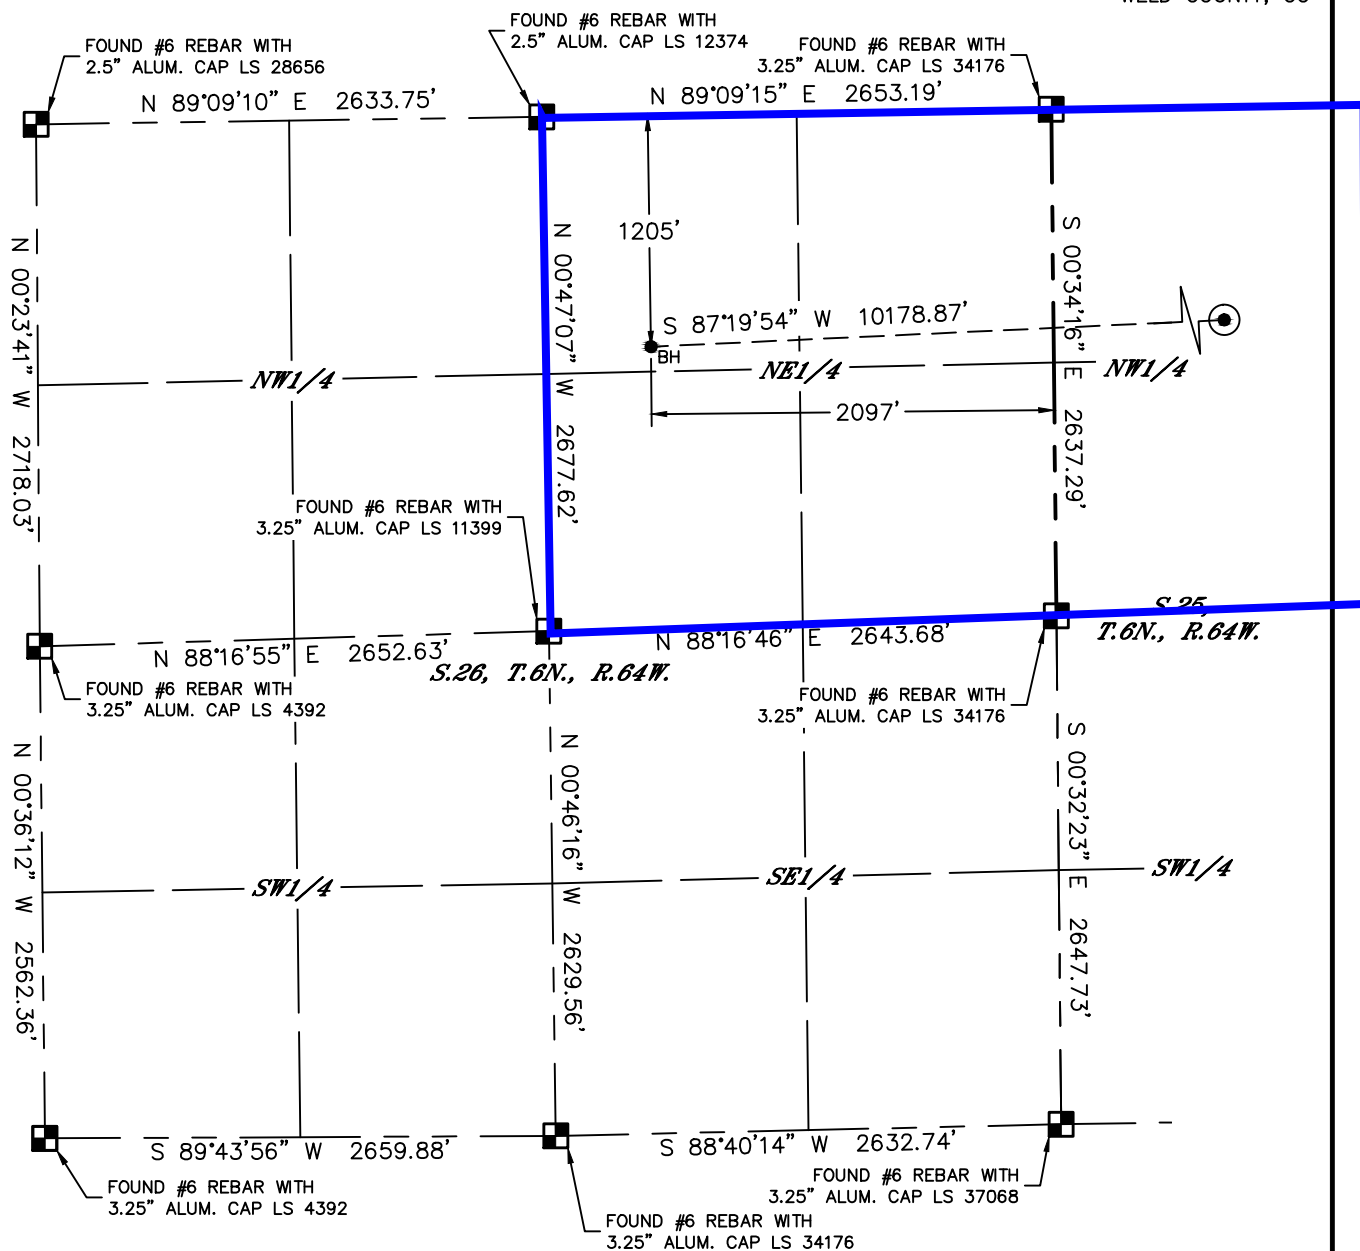 FOUND #6 REBAR WITH
2.5" ALUM. CAP LS 12374
FOUND #6 REBAR WITH
2.5" ALUM. CAP LS 28656
FOUND #6 REBAR WITH
3.25" ALUM. CAP LS 34176
N 89°09'10" E 2633.75'
N 89°09'15" E 2653.19'
N 00°23'41" W 2718.03'
N 00°47'07" W 2677.62'
1205'
S 00°34'16" E 2637.29'
S 87°19'54" W 10178.87'
BH
NW1/4
NE1/4
NW1/4
2097'
FOUND #6 REBAR WITH
3.25" ALUM. CAP LS 11399
S.25,
T.6N., R.64W.
N 88°16'55" E 2652.63'
N 88°16'46" E 2643.68'
S.26, T.6N., R.64W.
FOUND #6 REBAR WITH
3.25" ALUM. CAP LS 4392
FOUND #6 REBAR WITH
3.25" ALUM. CAP LS 34176
N 00°36'12" W 2562.36'
N 00°46'16" W 2629.56'
S 00°32'23" E 2647.73'
SW1/4
SE1/4
SW1/4
S 89°43'56" W 2659.88'
S 88°40'14" W 2632.74'
FOUND #6 REBAR WITH
3.25" ALUM. CAP LS 4392
FOUND #6 REBAR WITH
3.25" ALUM. CAP LS 37068
FOUND #6 REBAR WITH
3.25" ALUM. CAP LS 34176